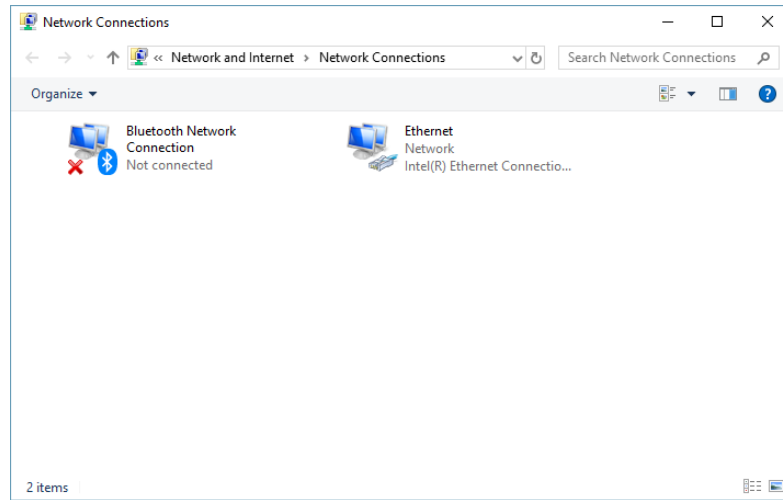 Network Connections
« Network and Internet › Network Connections
Search Network Connections
Organize
Bluetooth Network
Connection
Not connected
Ethernet
Network
Intel(R) Ethernet Connectio...
2 items